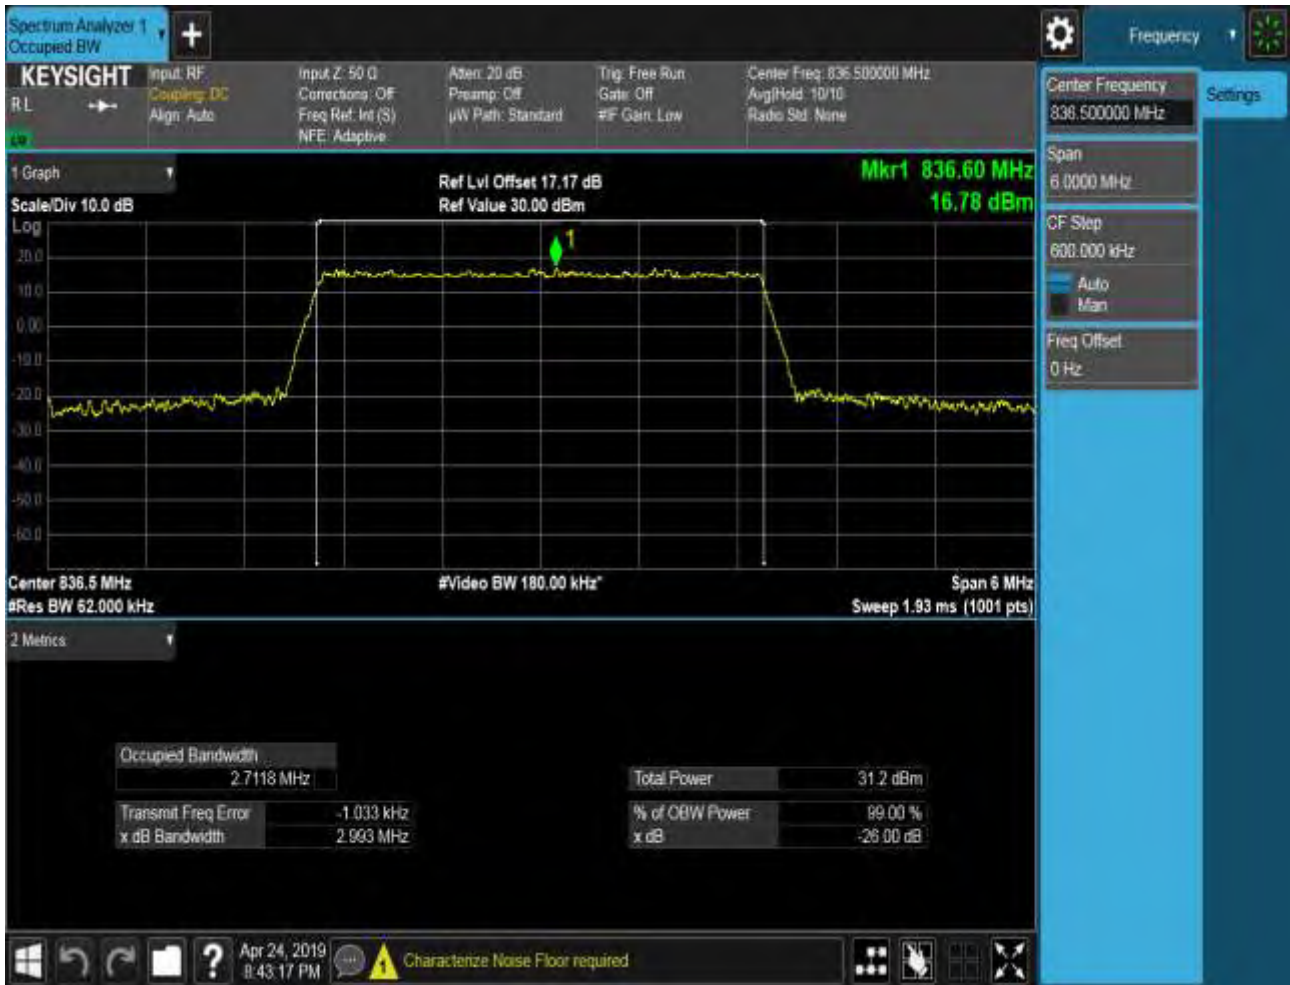 Spectrum Analyzer 1
Occupied BW
Frequency
KEYSIGHT
R L
Input: RF
Coupling: DC
Align: Auto
Input Z: 50 Ω
Corrections: Off
Freq Ref: Int (S)
NFE: Adaptive
Atten: 20 dB
Preamp: Off
µW Path: Standard
Trig: Free Run
Gate: Off
#IF Gain: Low
Center Freq: 836.500000 MHz
Avg|Hold: 10/10
Radio Std: None
Center Frequency
836.500000 MHz
Settings
Span
6.0000 MHz
CF Step
600.000 kHz
Auto
Man
Freq Offset
0 Hz
1 Graph
Scale/Div 10.0 dB
Ref Lvl Offset 17.17 dB
Ref Value 30.00 dBm
Mkr1 836.60 MHz
16.78 dBm
Log
1
20.0
10.0
0.00
-10.0
-20.0
-30.0
-40.0
-50.0
-60.0
Center 836.5 MHz
#Video BW 180.00 kHz*
Span 6 MHz
#Res BW 62.000 kHz
Sweep 1.93 ms (1001 pts)
2 Metrics
Occupied Bandwidth
2.7118 MHz
Total Power 31.2 dBm
Transmit Freq Error -1.033 kHz
% of OBW Power 99.00 %
x dB Bandwidth 2.993 MHz
x dB -26.00 dB
?
Apr 24, 2019
8:43:17 PM
Characterize Noise Floor required